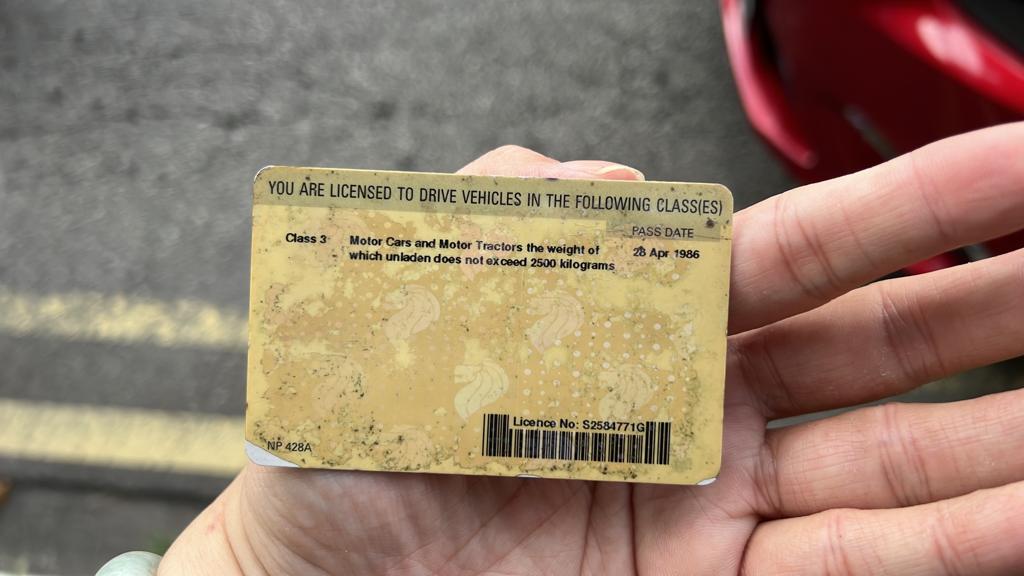 YOU ARE LICENSED TO DRIVE VEHICLES IN THE FOLLOWING CLASS(ES)
PASS DATE
Class 3 Motor Cars and Motor Tractors the weight of 28 Apr 1986
which unladen does not exceed 2500 kilograms
Licence No: S2584771G
NP 428A